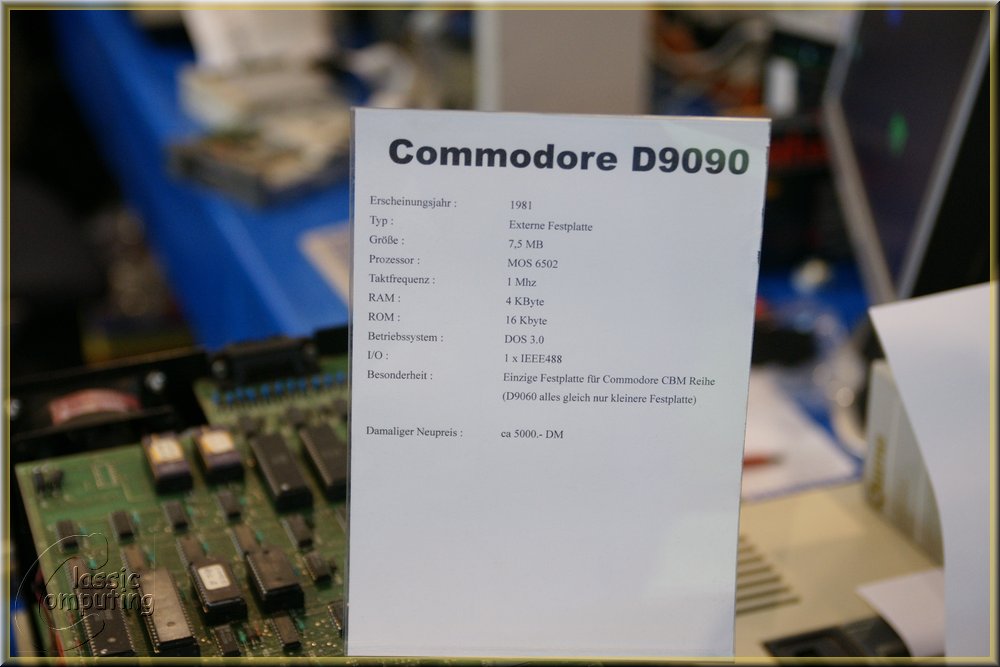 Commodore D9090
Erscheinungsjahr : 1981
Typ : Externe Festplatte
Größe : 7,5 MB
Prozessor : MOS 6502
Taktfrequenz : 1 Mhz
RAM : 4 KByte
ROM : 16 Kbyte
Betriebssystem : DOS 3.0
I/O : 1 x IEEE488
Besonderheit : Einzige Festplatte für Commodore CBM Reihe
(D9060 alles gleich nur kleinere Festplatte)
Damaliger Neupreis : ca 5000.- DM
Classic
Computing